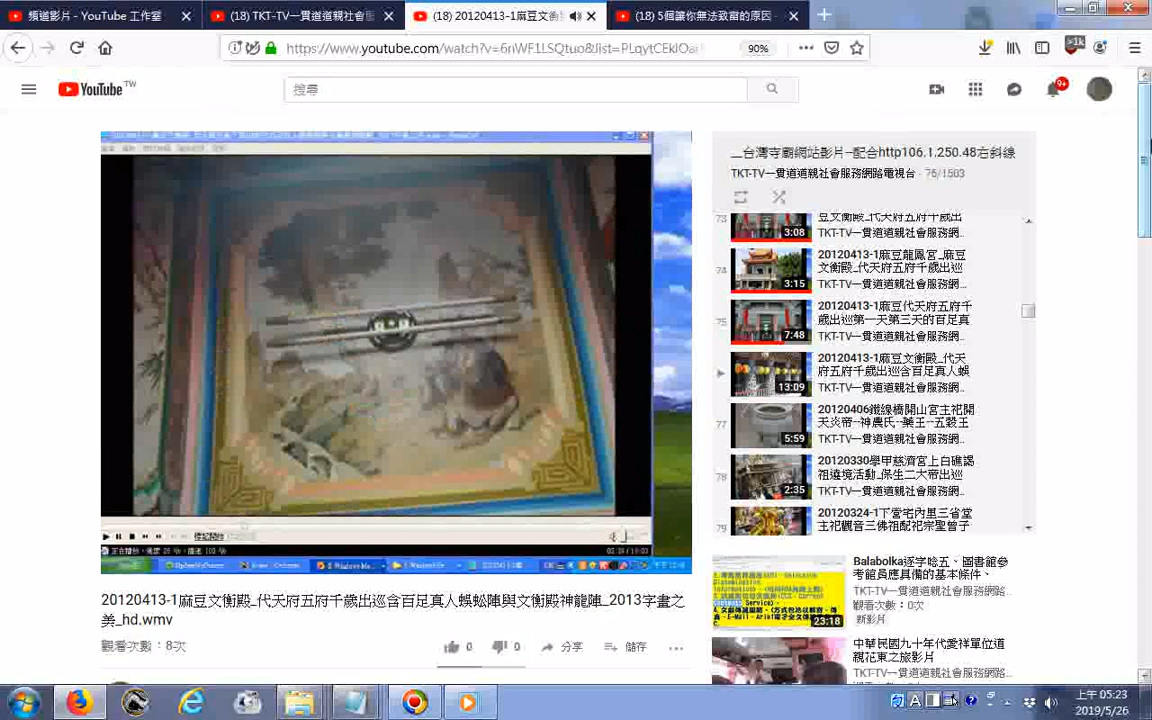 頻道影片 - YouTube 工作室
(18) TKT-TV一貫道道親社會
(18) 20120413-1麻豆文衡
(18) 5個讓你無法致富的原因 -
https://www.youtube.com/watch?v=6riWF1LSQtuo&list=PLqytCEkIOa
90%
>1k
YouTube TW
搜尋
9+
二台灣寺廟網站影片--配合http106.1.250.48右斜線
TKT-TV一貫道道親社會服務網路電視台 - 76/1503
73
豆文衡殿_代天府五府千歲出
TKT-TV一貫道道親社會服務網..
3:08
74
20120413-1麻豆龍鳳宮_麻豆
文衡殿_代天府五府千歲出巡
TKT-TV一貫道道親社會服務網..
3:15
75
20120413-1麻豆代天府五府千
歲出巡第一天第三天的百足真
TKT-TV一貫道道親社會服務網..
7:48
20120413-1麻豆文衡殿_代天
府五府千歲出巡含百足真人蜈
TKT-TV一貫道道親社會服務網..
13:09
77
20120406鐵線橋開山宮主祀開
天炎帝--神農氏--藥王--五穀王
TKT-TV一貫道道親社會服務網..
5:59
78
20120330學甲慈濟宮上白礁謁
祖遶境活動_保生二大帝出巡
TKT-TV一貫道道親社會服務網..
2:35
79
20120324-1下營宅內里三省堂
主祀觀音三佛祖配祀宗聖曾子
20120413-1麻豆文衡殿_代天府五府千歲出巡含百足真人蜈蚣陣與文衡殿神龍陣_2013字畫之
美_hd.wmv
觀看次數：8次
0
0
分享
儲存
Balabolka逐字唸五、圖書館參
考館員應具備的基本條件、
TKT-TV一貫道道親社會服務網路..
觀看次數：0次
新影片
23:18
中華民國九十年代愛祥單位道
親花東之旅影片
TKT-TV一貫道道親社會服務網路..
上午 05:23
2019/5/26